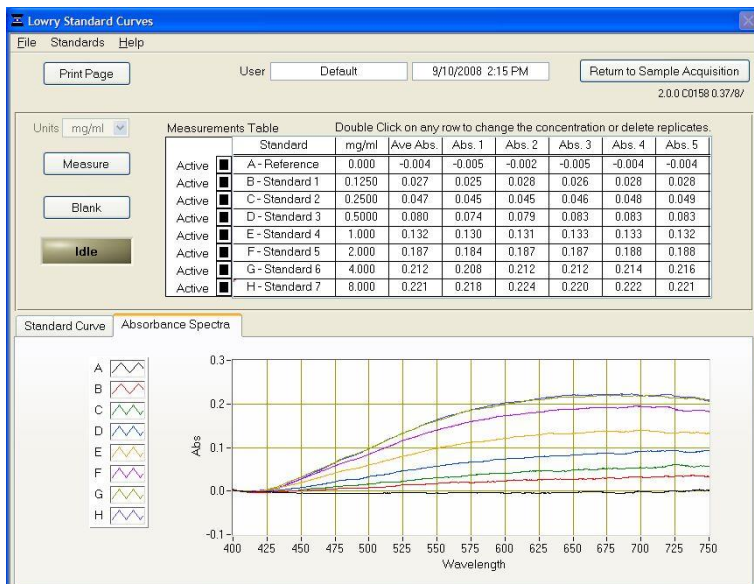 Lowry Standard Curves
File Standards Help
Print Page User Default 9/10/2008 2:15 PM Return to Sample Acquisition
2.0.0 C0158 0.37/8/
Units mg/ml Measurements Table Double Click on any row to change the concentration or delete replicates.
Standard mg/ml Ave Abs. Abs. 1 Abs. 2 Abs. 3 Abs. 4 Abs. 5
Measure Active A - Reference 0.000 -0.004 -0.005 -0.002 -0.005 -0.004 -0.004
Active B - Standard 1 0.1250 0.027 0.025 0.028 0.026 0.028 0.028
Blank Active C - Standard 2 0.2500 0.047 0.045 0.045 0.046 0.048 0.049
Active D - Standard 3 0.5000 0.080 0.074 0.079 0.083 0.083 0.083
Active E - Standard 4 1.000 0.132 0.130 0.131 0.133 0.133 0.132
Idle Active F - Standard 5 2.000 0.187 0.184 0.187 0.187 0.188 0.188
Active G - Standard 6 4.000 0.212 0.208 0.212 0.212 0.214 0.216
Active H - Standard 7 8.000 0.221 0.218 0.224 0.220 0.222 0.221
Standard Curve Absorbance Spectra
A
B
C
D
E
F
G
H
Abs
0.3
0.2
0.1
0.0
-0.1
400 425 450 475 500 525 550 575 600 625 650 675 700 725 750
Wavelength